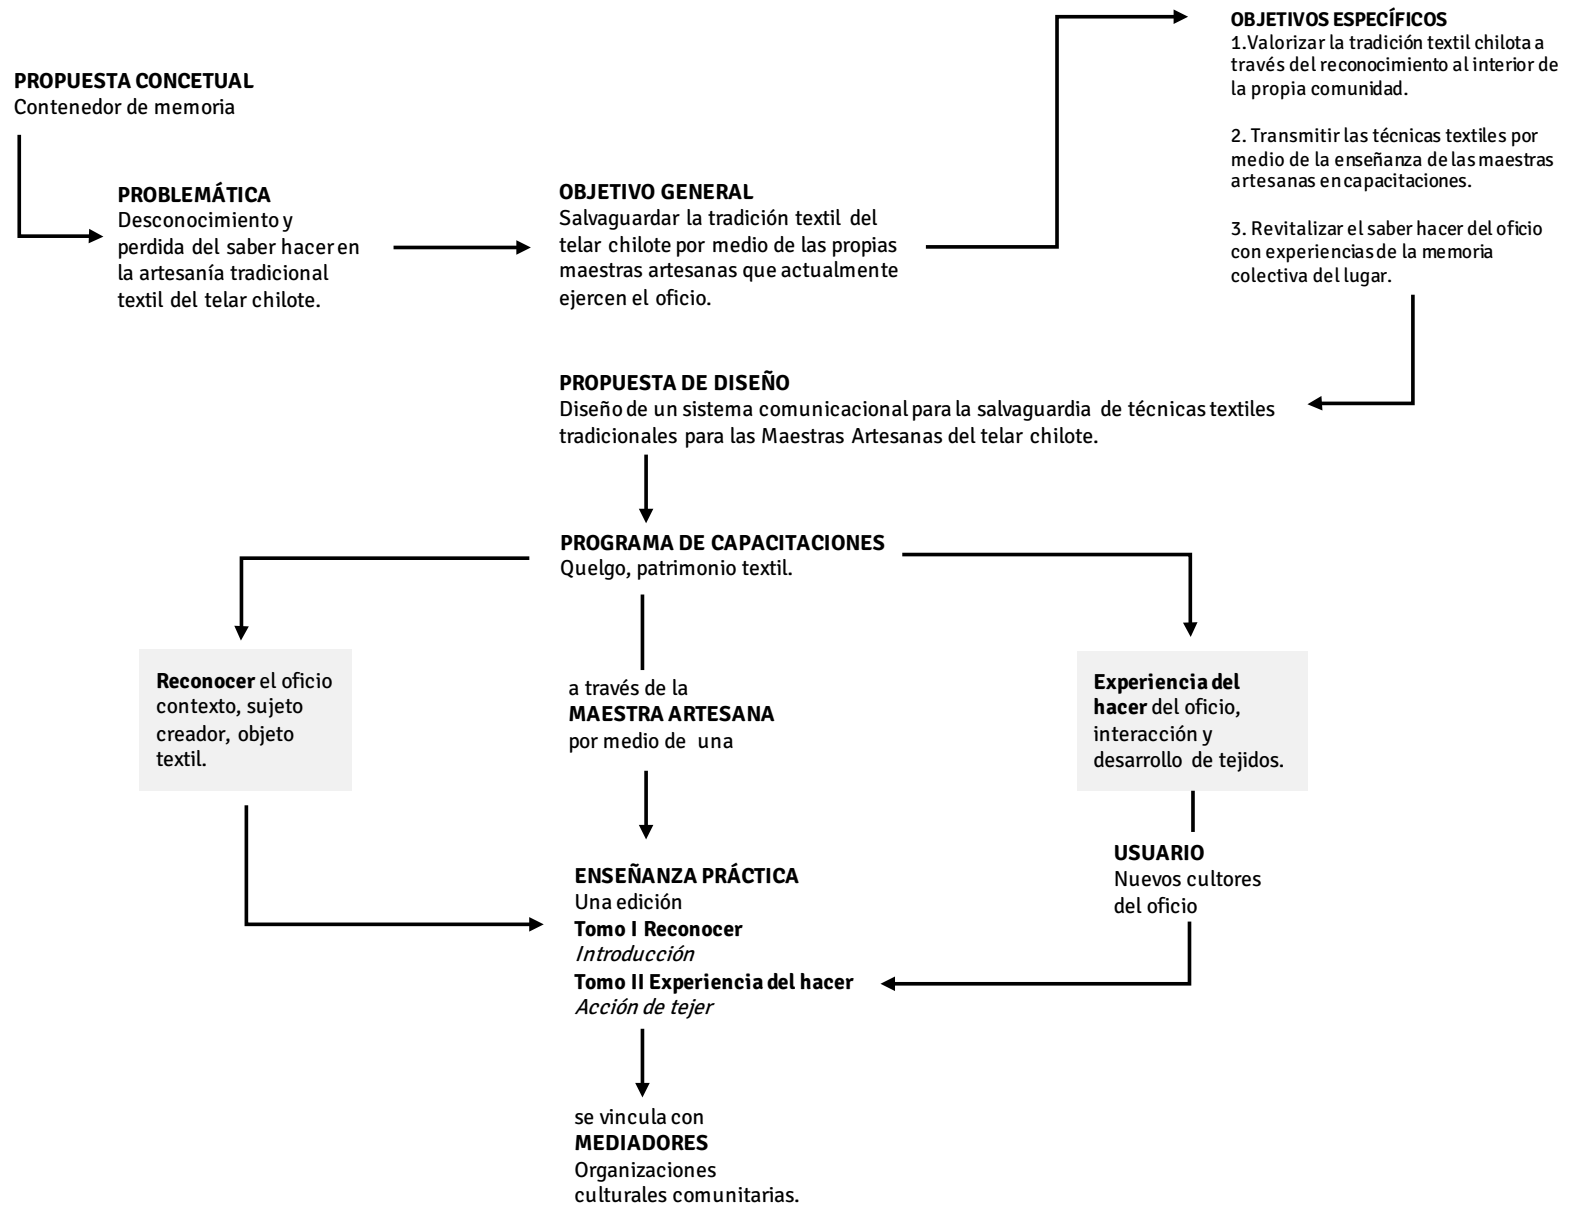 PROPUESTA CONCETUAL
Contenedor de memoria
PROBLEMÁTICA
Desconocimiento y
perdida del saber hacer en
la artesanía tradicional
textil del telar chilote.
OBJETIVO GENERAL
Salvaguardar la tradición textil del
telar chilote por medio de las propias
maestras artesanas que actualmente
ejercen el oficio.
OBJETIVOS ESPECÍFICOS
1.Valorizar la tradición textil chilota a
través del reconocimiento al interior de
la propia comunidad.
2. Transmitir las técnicas textiles por
medio de la enseñanza de las maestras
artesanas en capacitaciones.
3. Revitalizar el saber hacer del oficio
con experiencias de la memoria
colectiva del lugar.
PROPUESTA DE DISEÑO
Diseño de un sistema comunicacional para la salvaguardia de técnicas textiles
tradicionales para las Maestras Artesanas del telar chilote.
PROGRAMA DE CAPACITACIONES
Quelgo, patrimonio textil.
Reconocer el oficio
contexto, sujeto
creador, objeto
textil.
a través de la
MAESTRA ARTESANA
por medio de una
Experiencia del
hacer del oficio,
interacción y
desarrollo de tejidos.
USUARIO
Nuevos cultores
del oficio
ENSEÑANZA PRÁCTICA
Una edición
Tomo I Reconocer
Introducción
Tomo II Experiencia del hacer
Acción de tejer
se vincula con
MEDIADORES
Organizaciones
culturales comunitarias.